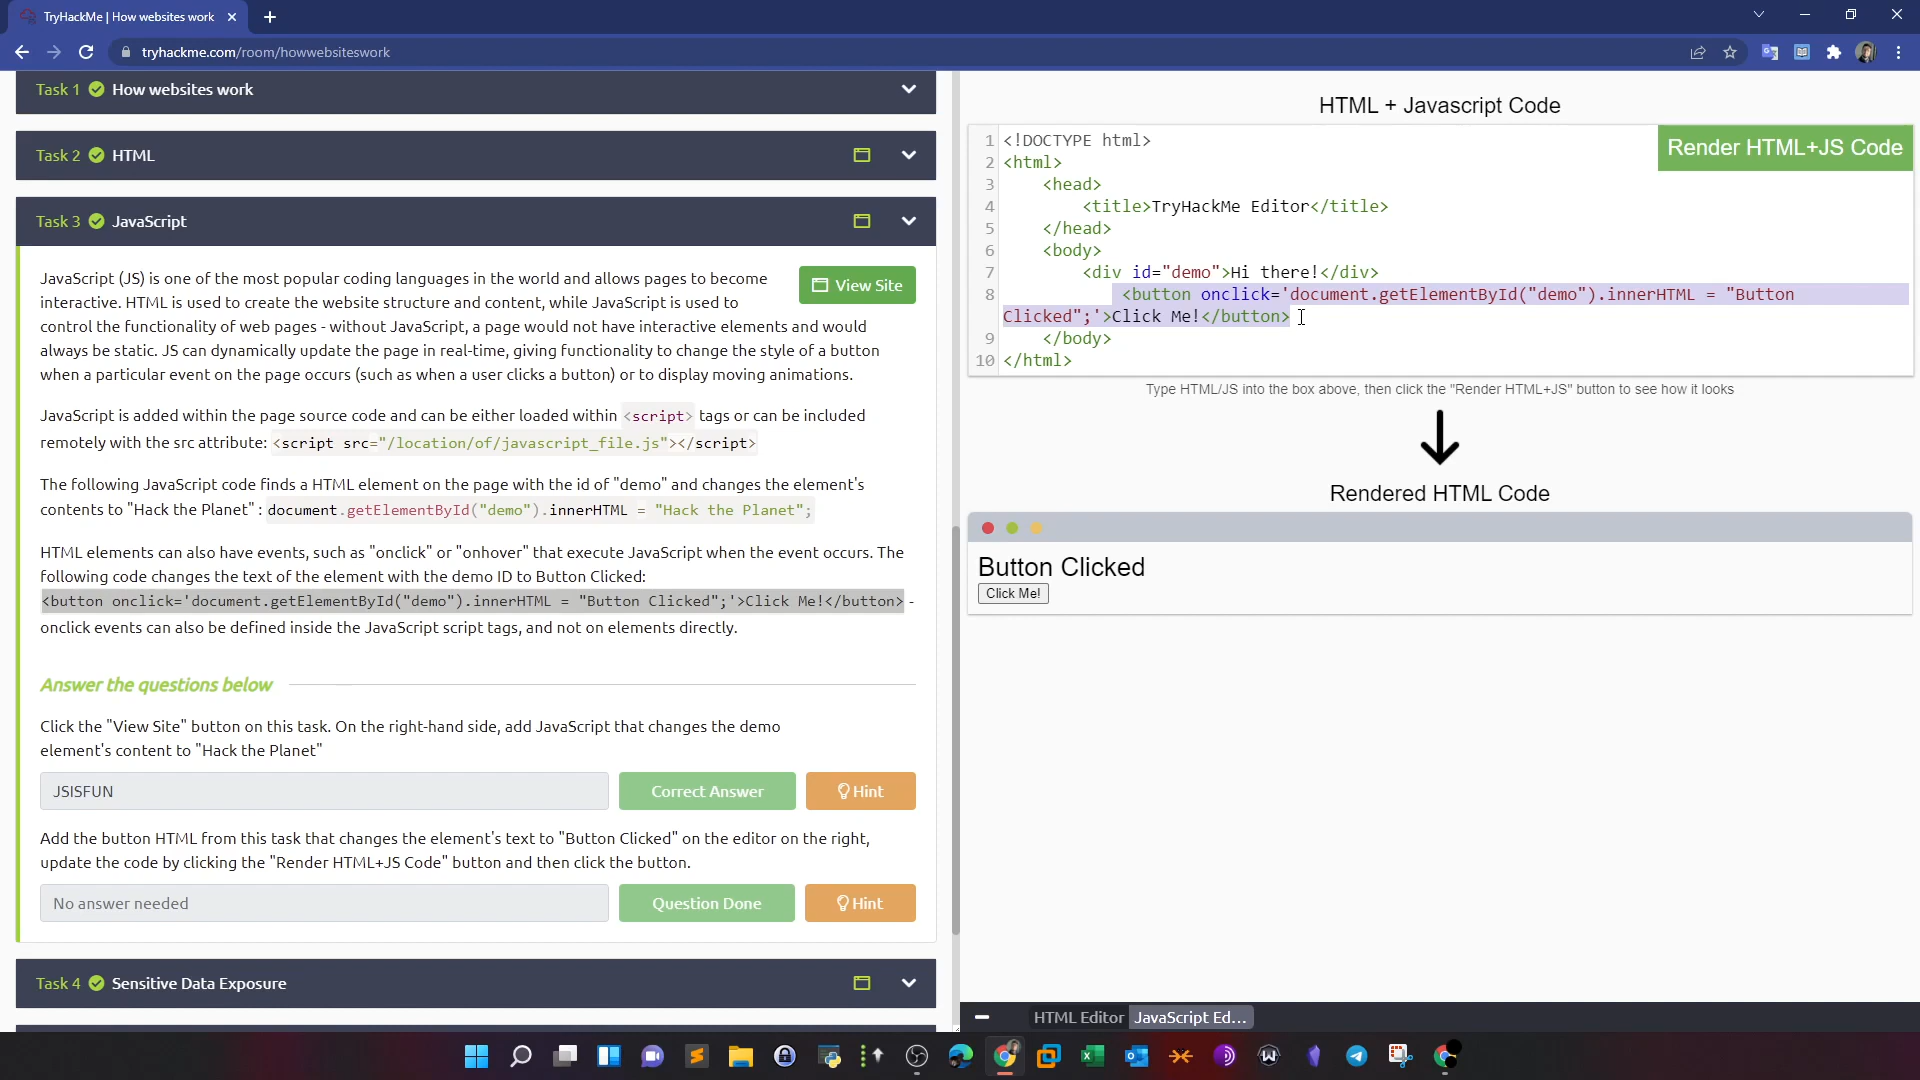 TryHackMe | How websites work
tryhackme.com/room/howwebsiteswork
Task 1 How websites work
Task 2 HTML
Task 3 JavaScript
JavaScript (JS) is one of the most popular coding languages in the world and allows pages to become
interactive. HTML is used to create the website structure and content, while JavaScript is used to
control the functionality of web pages - without JavaScript, a page would not have interactive elements and would
always be static. JS can dynamically update the page in real-time, giving functionality to change the style of a button
when a particular event on the page occurs (such as when a user clicks a button) or to display moving animations.
View Site
JavaScript is added within the page source code and can be either loaded within <script> tags or can be included
remotely with the src attribute: <script src="/location/of/javascript_file.js"></script>
The following JavaScript code finds a HTML element on the page with the id of "demo" and changes the element's
contents to "Hack the Planet" : document.getElementById("demo").innerHTML = "Hack the Planet";
HTML elements can also have events, such as "onclick" or "onhover" that execute JavaScript when the event occurs. The
following code changes the text of the element with the demo ID to Button Clicked:
<button onclick='document.getElementById("demo").innerHTML = "Button Clicked";'>Click Me!</button> -
onclick events can also be defined inside the JavaScript script tags, and not on elements directly.
Answer the questions below
Click the "View Site" button on this task. On the right-hand side, add JavaScript that changes the demo
element's content to "Hack the Planet"
JSISFUN
Correct Answer
Hint
Add the button HTML from this task that changes the element's text to "Button Clicked" on the editor on the right,
update the code by clicking the "Render HTML+JS Code" button and then click the button.
No answer needed
Question Done
Hint
Task 4 Sensitive Data Exposure
HTML + Javascript Code
Render HTML+JS Code
1 <!DOCTYPE html>
2 <html>
3 <head>
4 <title>TryHackMe Editor</title>
5 </head>
6 <body>
7 <div id="demo">Hi there!</div>
8 <button onclick='document.getElementById("demo").innerHTML = "Button
Clicked";'>Click Me!</button>
9 </body>
10 </html>
Type HTML/JS into the box above, then click the "Render HTML+JS" button to see how it looks
Rendered HTML Code
Button Clicked
Click Me!
HTML Editor
JavaScript Ed...